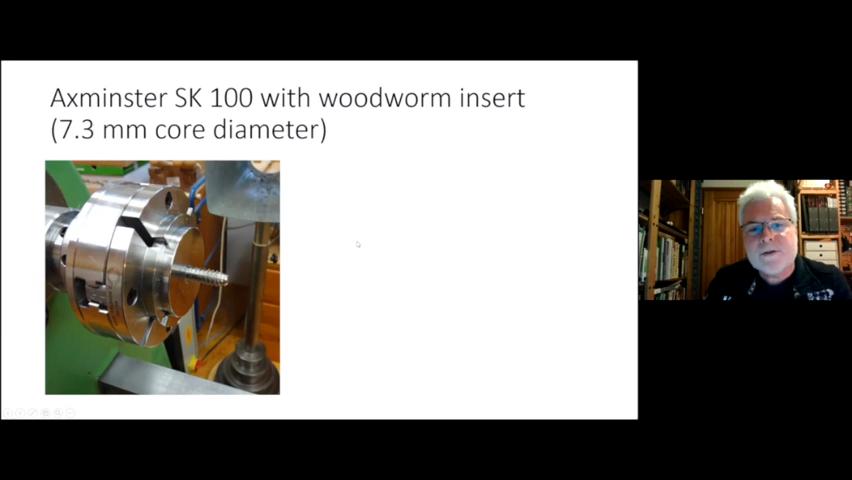 Axminster SK 100 with woodworm insert
(7.3 mm core diameter)